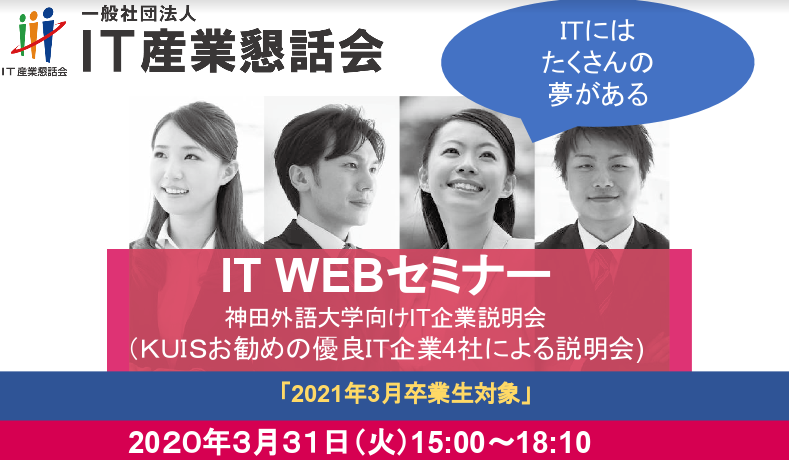 一般社団法人
IT産業懇話会
IT産業懇話会
ITには
たくさんの
夢がある
IT WEBセミナー
神田外語大学向けIT企業説明会
（ＫＵＩＳお勧めの優良IT企業4社による説明会)
「2021年3月卒業生対象」
20２０年３月３１日（火）15:00～18:10